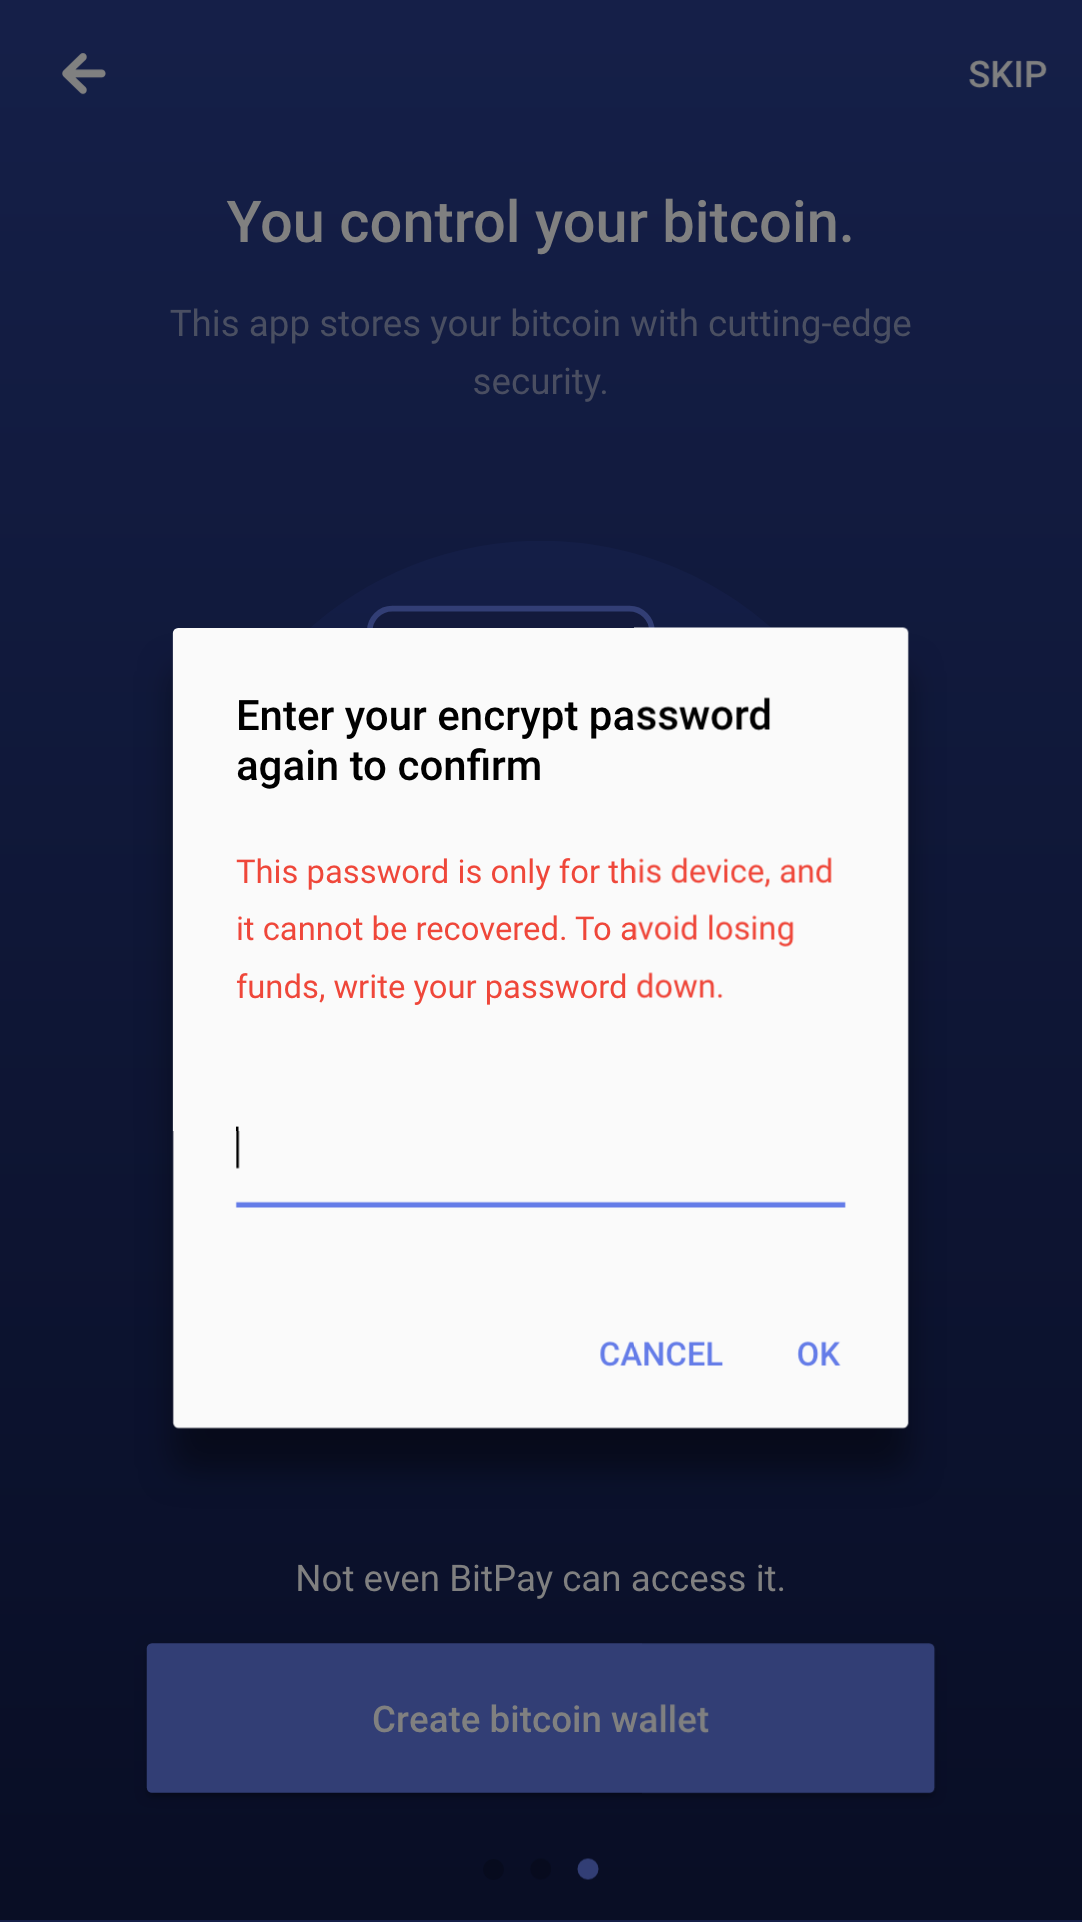 SKIP
You control your bitcoin.
This app stores your bitcoin with cutting-edge
security.
Enter your encrypt password
again to confirm
This password is only for this device, and
it cannot be recovered. To avoid losing
funds, write your password down.
CANCEL OK
Not even BitPay can access it.
Create bitcoin wallet